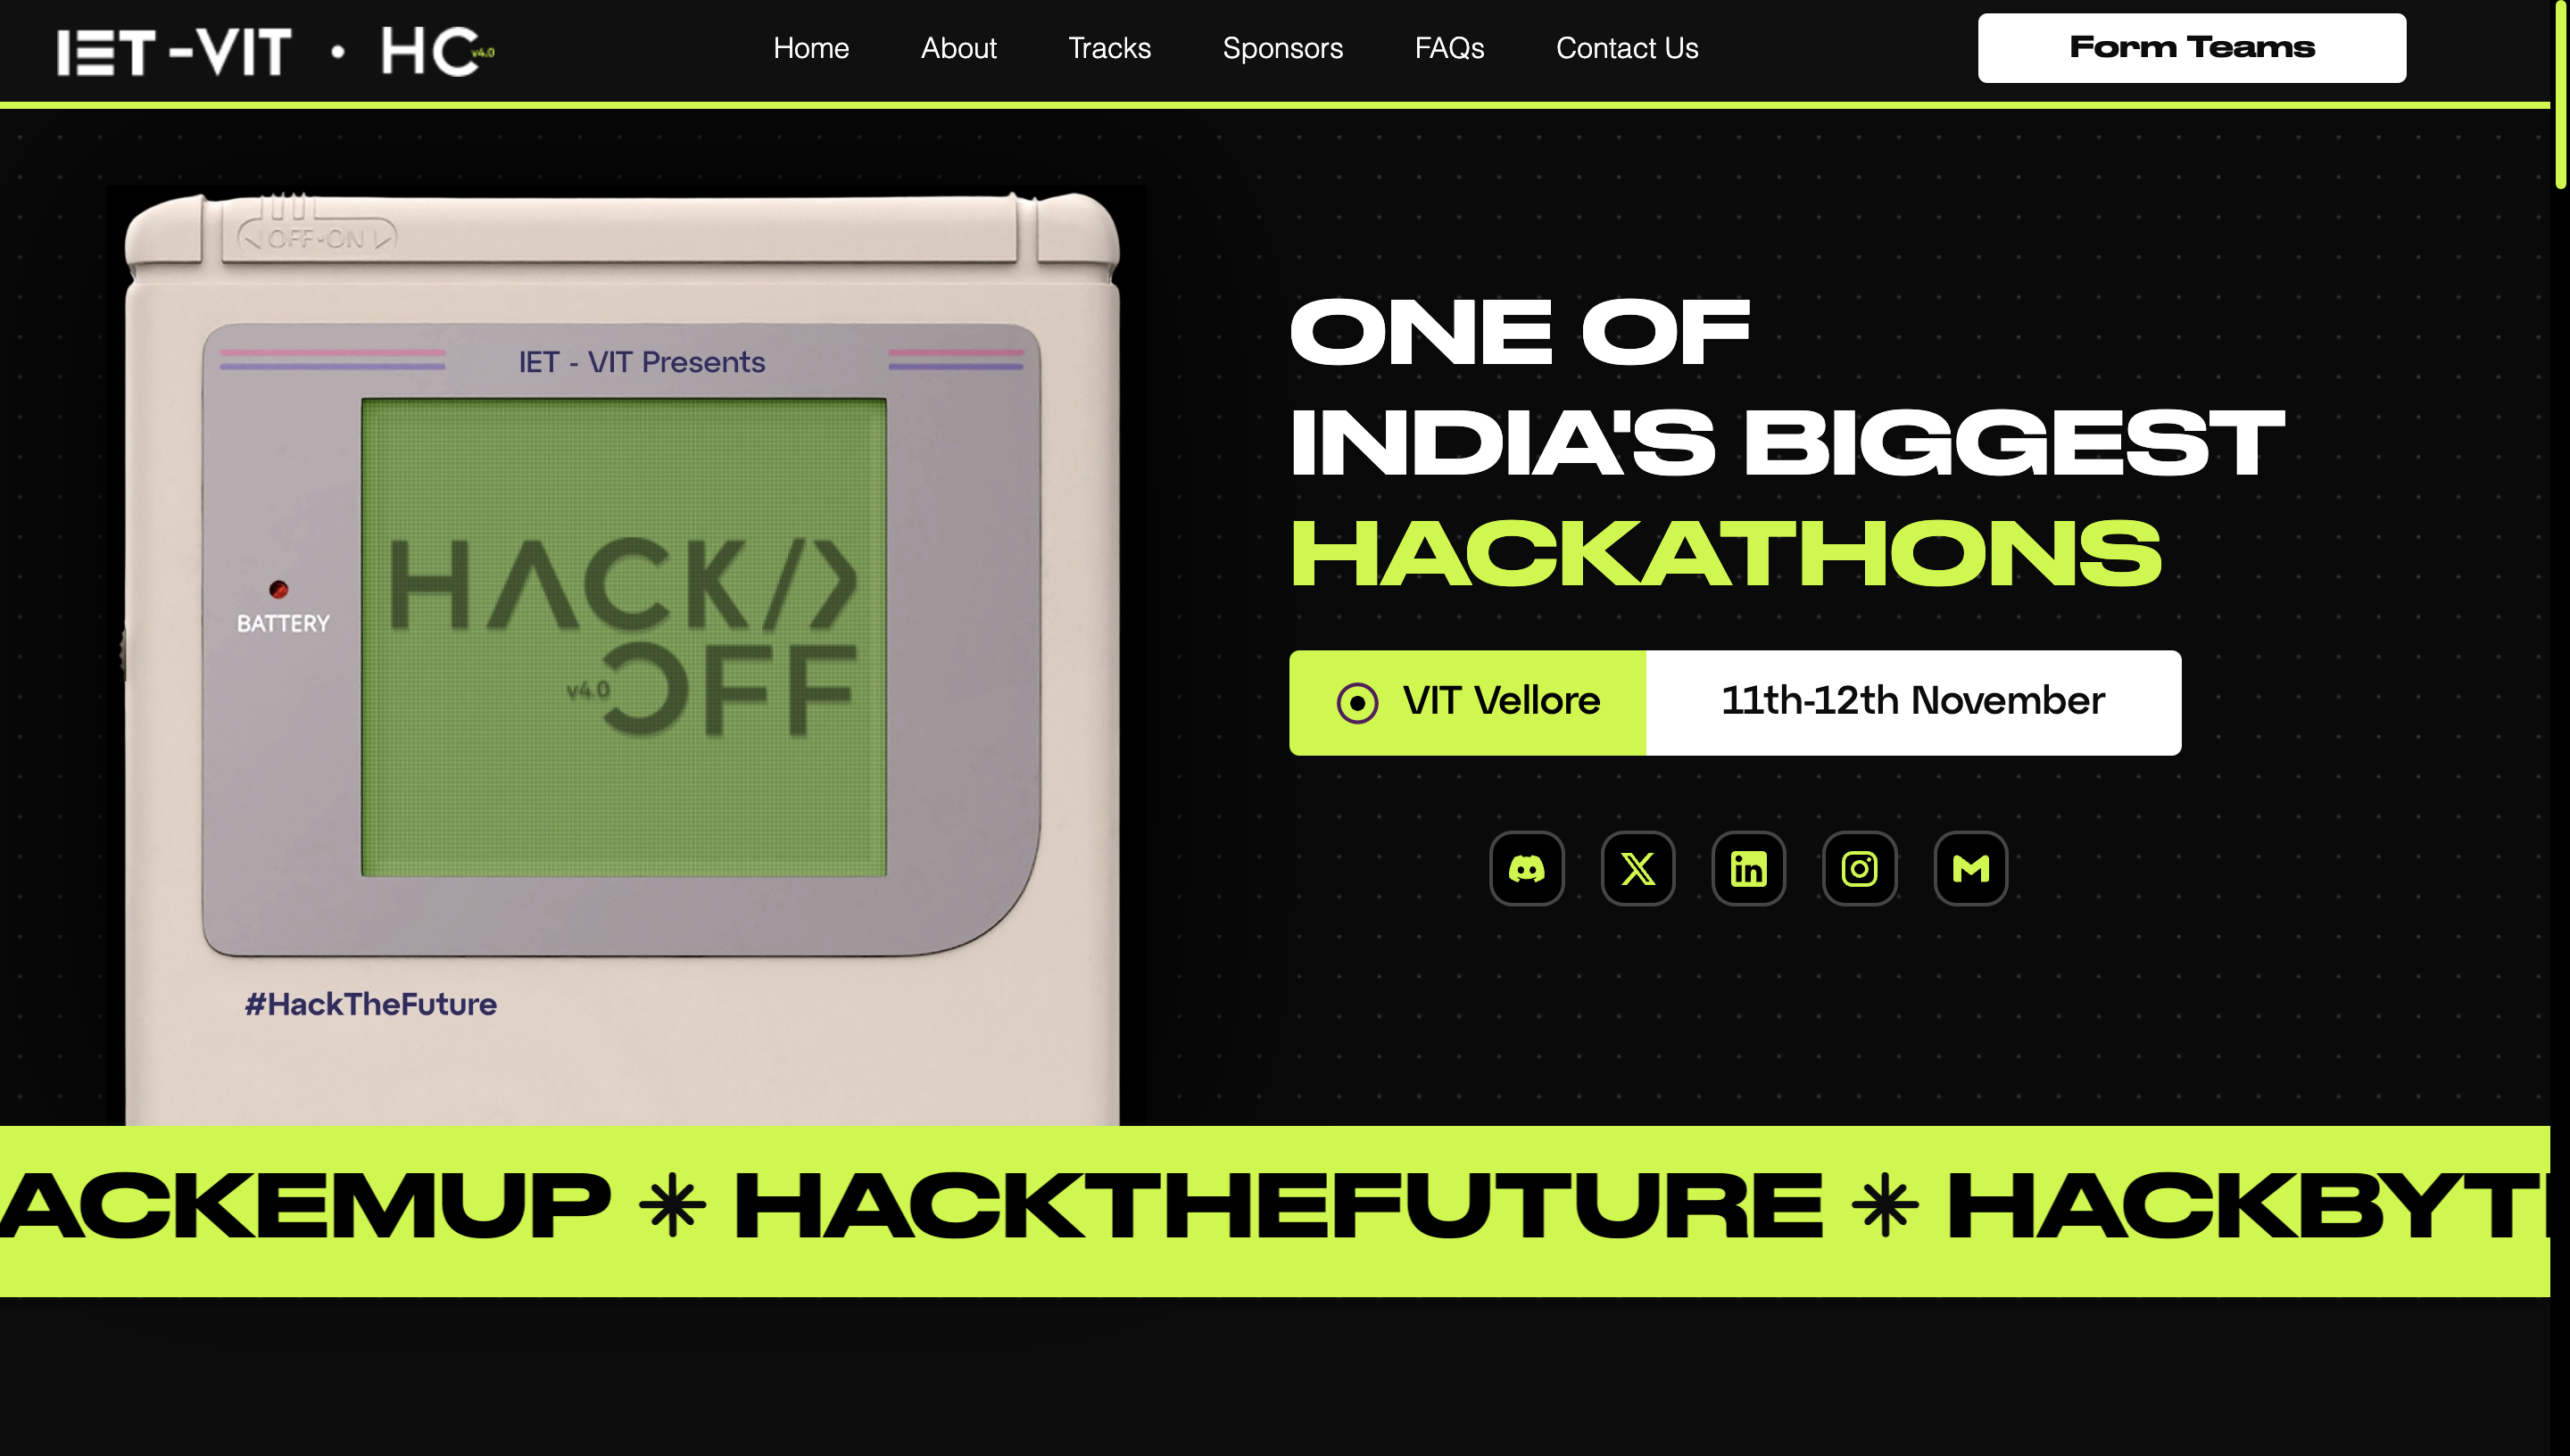 IET-VIT • HC v4.0
Home About Tracks Sponsors FAQs Contact Us
Form Teams
OFF•ON
IET - VIT Presents
BATTERY
HACK/>
v4.0 OFF
#HackTheFuture
ONE OF
INDIA'S BIGGEST
HACKATHONS
VIT Vellore 11th-12th November
ACKEMUP ✳ HACKTHEFUTURE ✳ HACKBYT